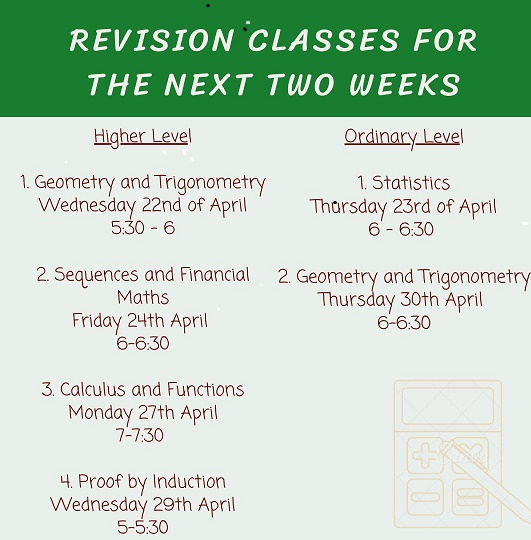 REVISION CLASSES FOR
THE NEXT TWO WEEKS
Higher Level
1. Geometry and Trigonometry
Wednesday 22nd of April
5:30 - 6
2. Sequences and Financial
Maths
Friday 24th April
6-6:30
3. Calculus and Functions
Monday 27th April
7-7:30
4. Proof by Induction
Wednesday 29th April
5-5:30
Ordinary Level
1. Statistics
Thursday 23rd of April
6 - 6:30
2. Geometry and Trigonometry
Thursday 30th April
6-6:30